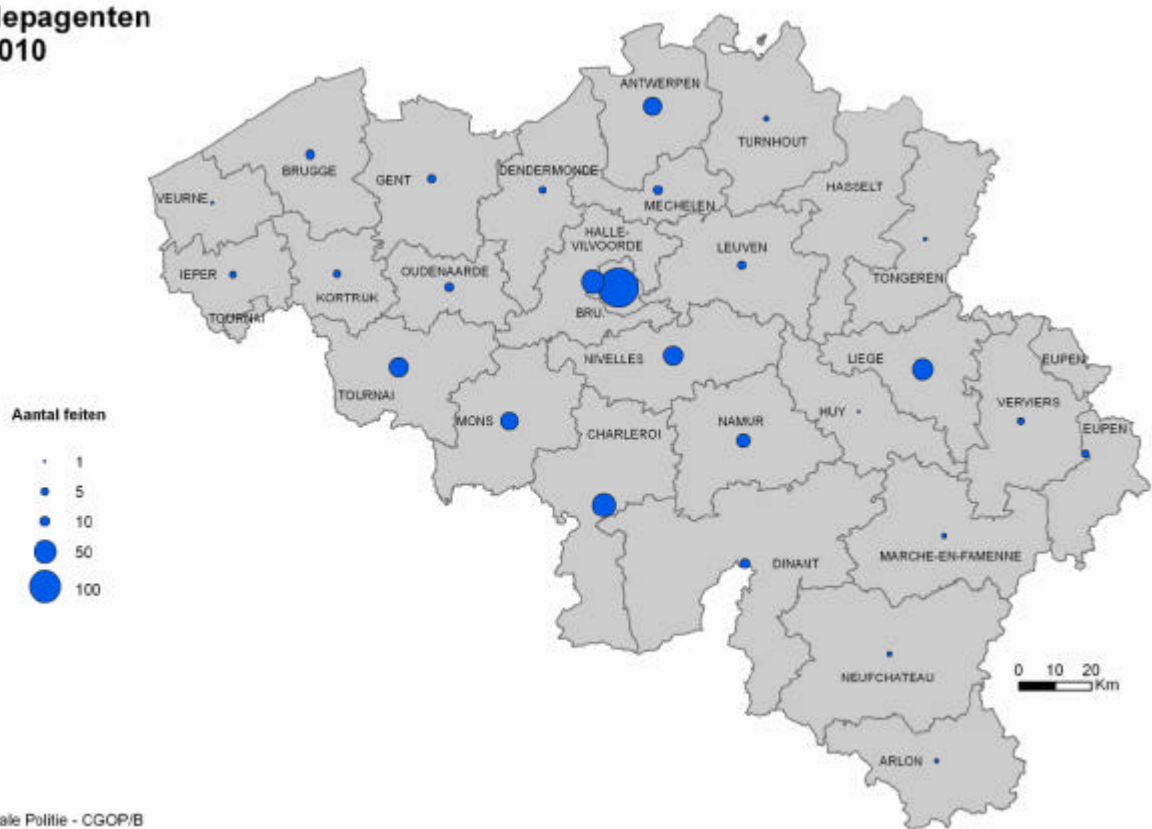 lepagenten
010
ANTWERPEN
TURNHOUT
BRUGGE
GENT
DENDERMONDE
HASSELT
VEURNE
MECHELEN
HALLE-
VILVOORDE
LEUVEN
IEPER
OUDENAARDE
TONGEREN
KORTRIJK
BRU.
TOURNAI
NIVELLES
LIEGE
EUPEN
TOURNAI
VERVIERS
Aantal feiten
MONS
CHARLEROI
NAMUR
HUY
EUPEN
1
5
10
50
100
MARCHE-EN-FAMENNE
DINANT
NEUFCHATEAU
0 10 20
Km
ARLON
ale Politie - CGOP/B